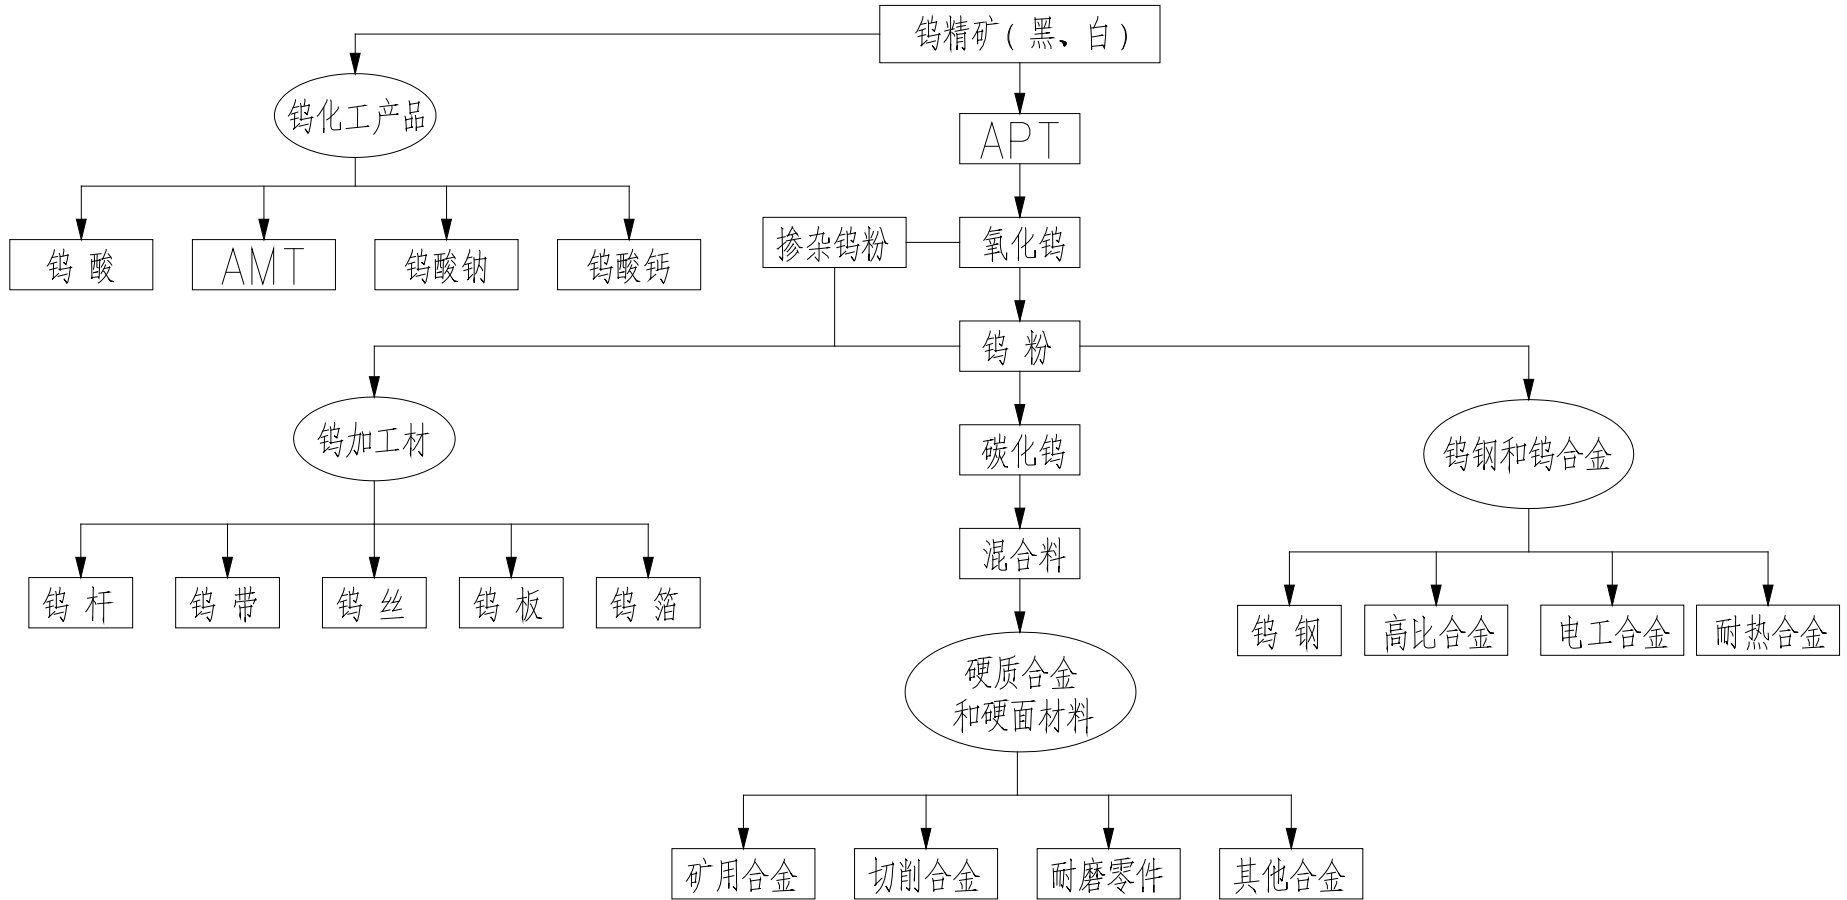 钨精矿(黑、白)
钨化工产品
APT
钨 酸
AMT
钨酸钠
钨酸钙
掺杂钨粉
氧化钨
钨 粉
钨加工材
碳化钨
钨钢和钨合金
混合料
钨 杆
钨 带
钨 丝
钨 板
钨 箔
钨 钢
高比合金
电工合金
耐热合金
硬质合金
和硬面材料
矿用合金
切削合金
耐磨零件
其他合金